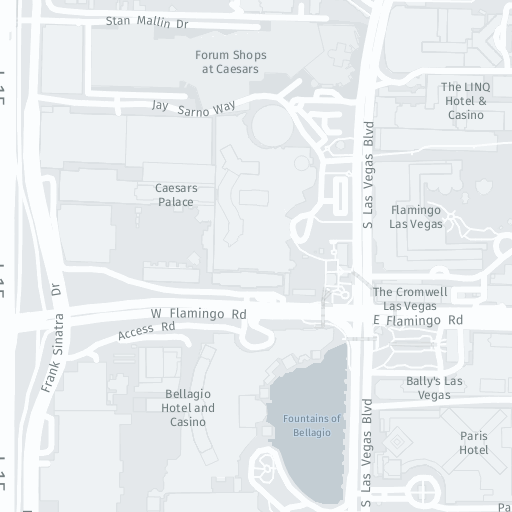 Stan Mallin Dr
Forum Shops
at Caesars
The LINQ
Hotel &
Casino
Jay Sarno Way
S Las Vegas Blvd
Caesars
Palace
Flamingo
Las Vegas
The Cromwell
Las Vegas
W Flamingo Rd
E Flamingo Rd
Access Rd
Frank Sinatra Dr
Bally's Las
Vegas
Bellagio
Hotel and
Casino
Fountains of
Bellagio
S Las Vegas Blvd
Paris
Hotel